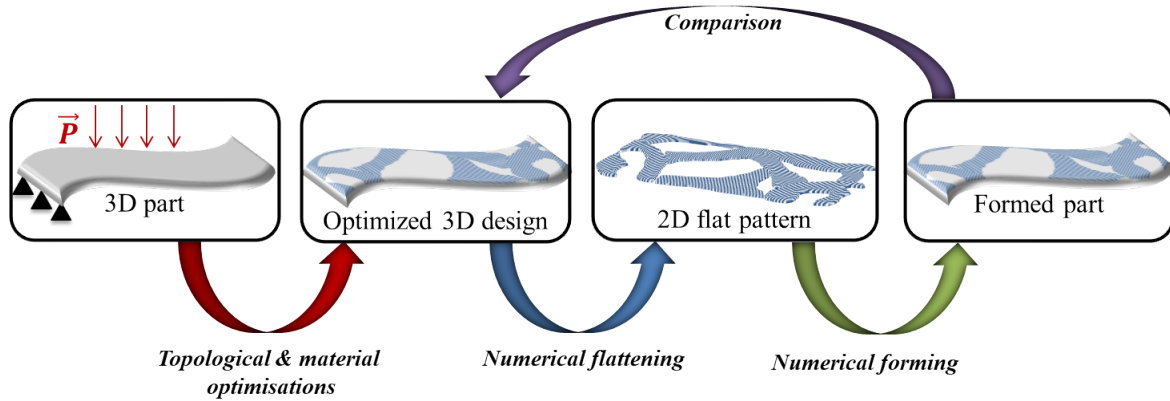 Comparison
P
3D part
Optimized 3D design
2D flat pattern
Formed part
Topological & material
optimisations
Numerical flattening
Numerical forming